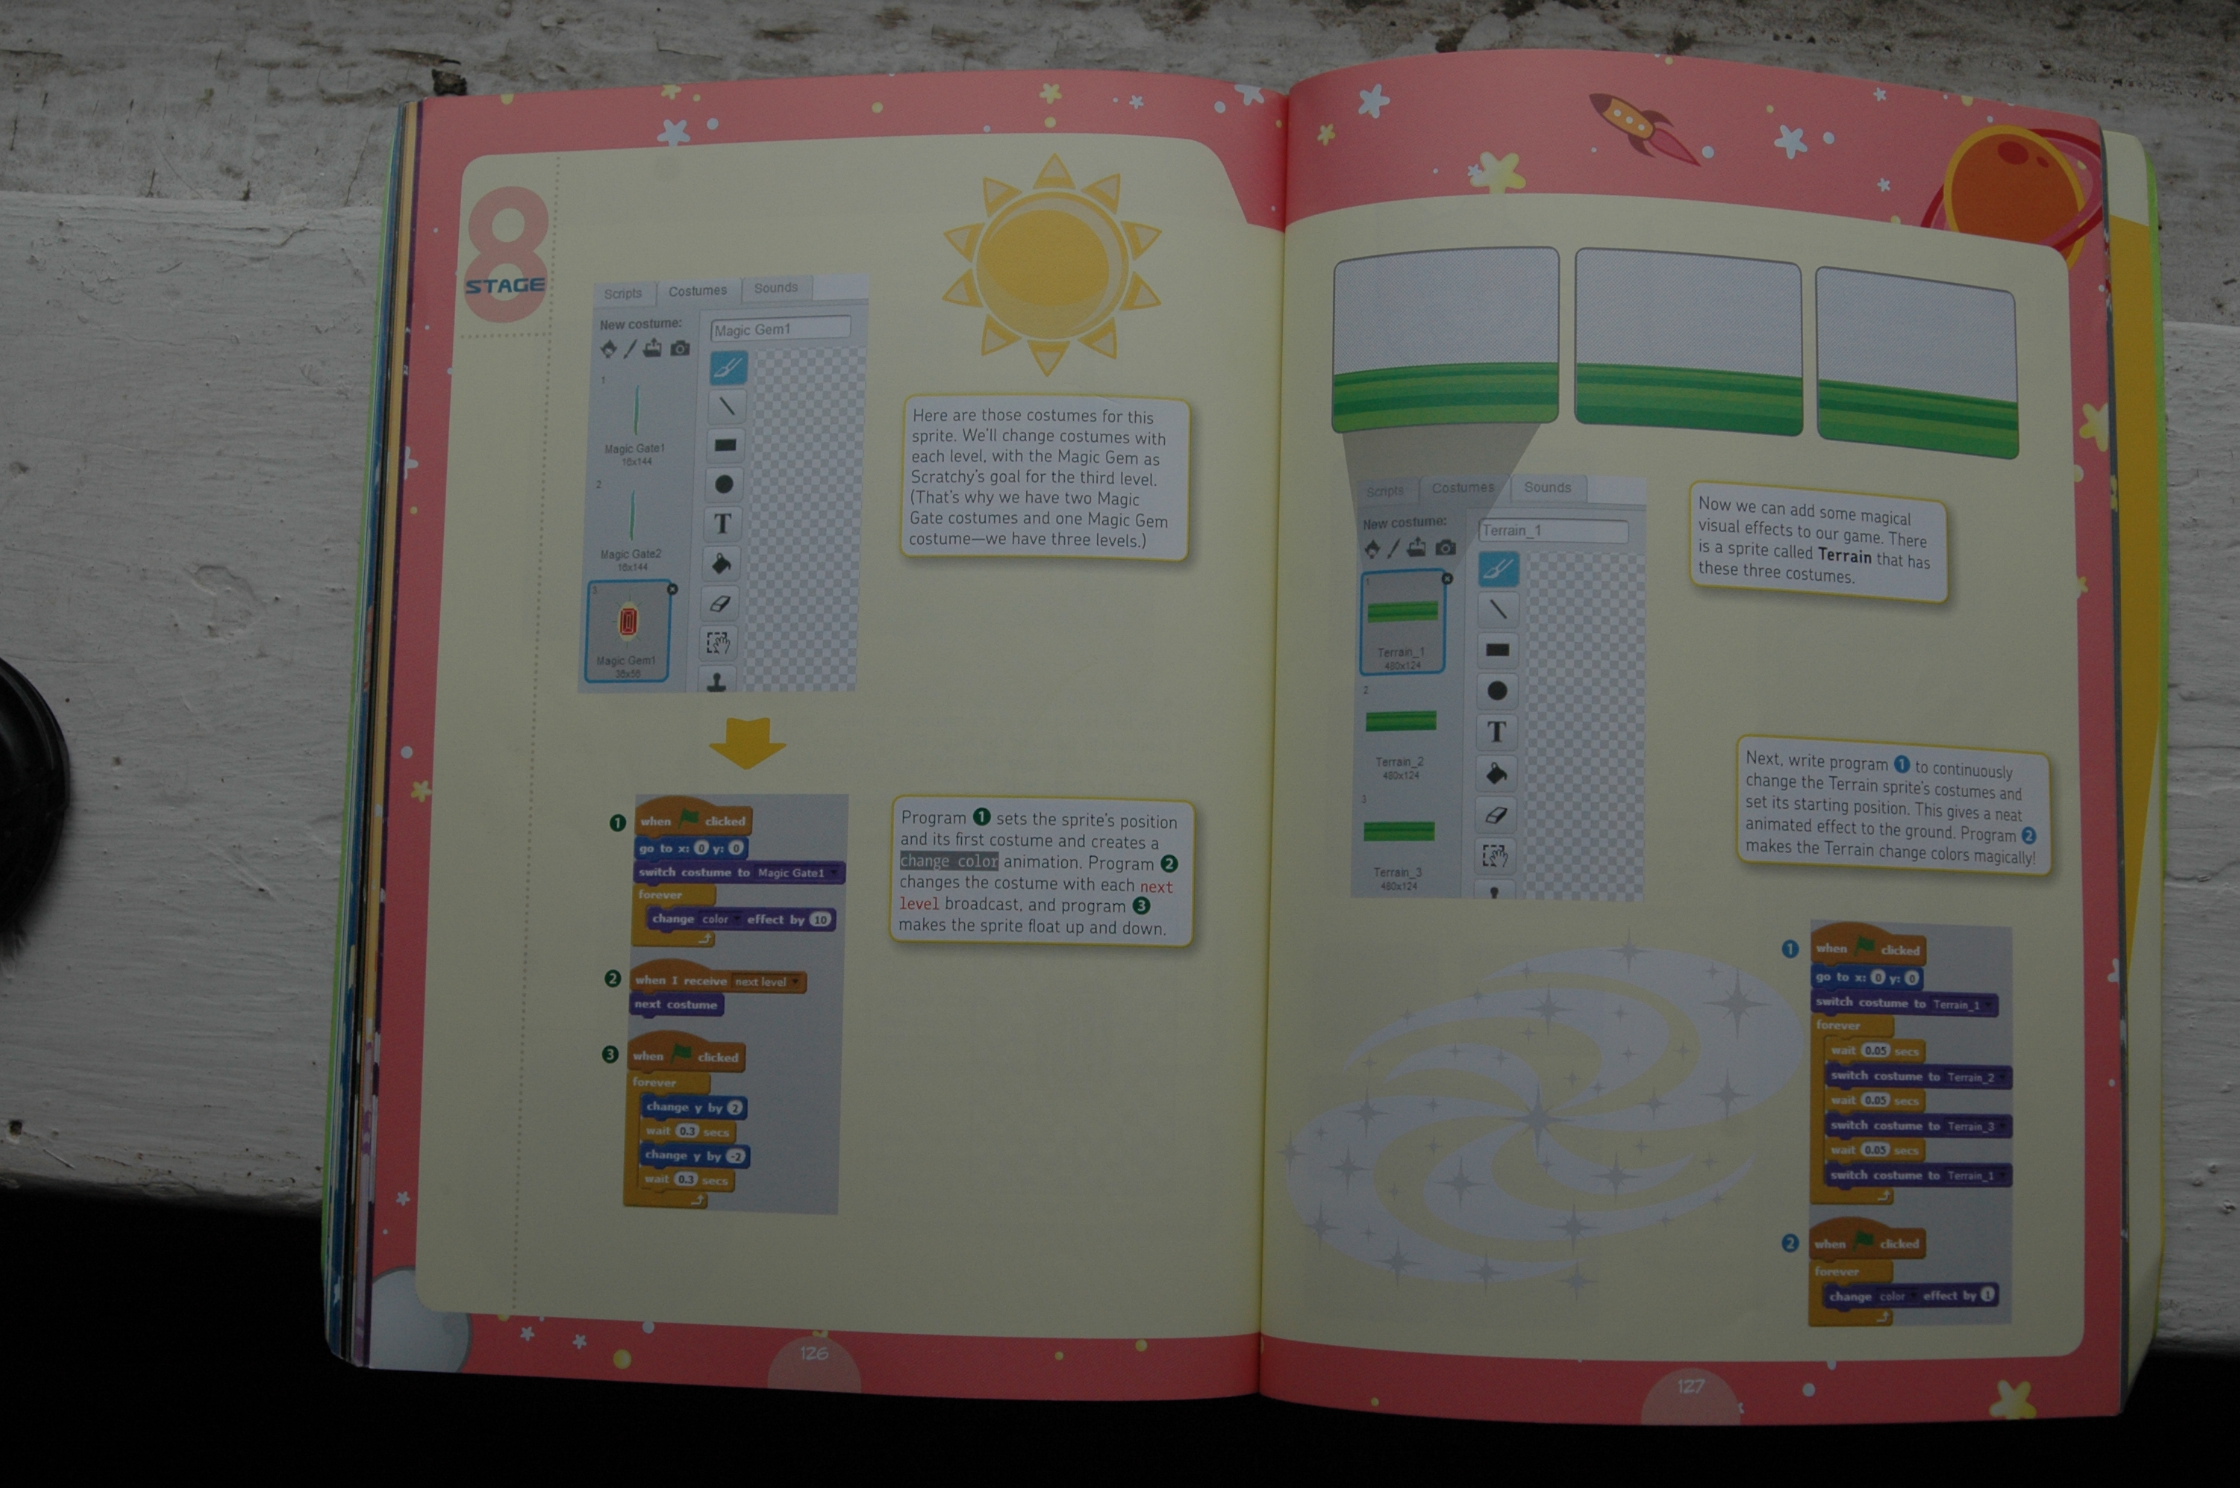 STAGE
8
Scripts
Costumes
Sounds
New costume:
Magic Gem1
1
Magic Gate1
16x144
2
Magic Gate2
16x144
3
Magic Gem1
Here are those costumes for this
sprite. We'll change costumes with
each level, with the Magic Gem as
Scratchy's goal for the third level.
(That's why we have two Magic
Gate costumes and one Magic Gem
costume—we have three levels.)
1
when clicked
go to x: 0 y: 0
switch costume to Magic Gate1
forever
change color effect by 10
2
when I receive next level
next costume
3
when clicked
forever
change y by 2
wait 0.3 secs
change y by -2
wait 0.3 secs
Program 1 sets the sprite's position
and its first costume and creates a
change color animation. Program 2
changes the costume with each next
level broadcast, and program 3
makes the sprite float up and down.
126
Now we can add some magical
visual effects to our game. There
is a sprite called Terrain that has
these three costumes.
Scripts
Costumes
Sounds
New costume:
Terrain_1
T
1
Terrain_1
480x124
2
Terrain_2
480x124
3
Terrain_3
480x124
Next, write program 1 to continuously
change the Terrain sprite's costumes and
set its starting position. This gives a neat
animated effect to the ground. Program 2
makes the Terrain change colors magically!
1
when clicked
go to x: 0 y: 0
switch costume to Terrain_1
forever
wait 0.05 secs
switch costume to Terrain_2
wait 0.05 secs
switch costume to Terrain_3
wait 0.05 secs
switch costume to Terrain_1
2
when clicked
forever
change color effect by 1
127